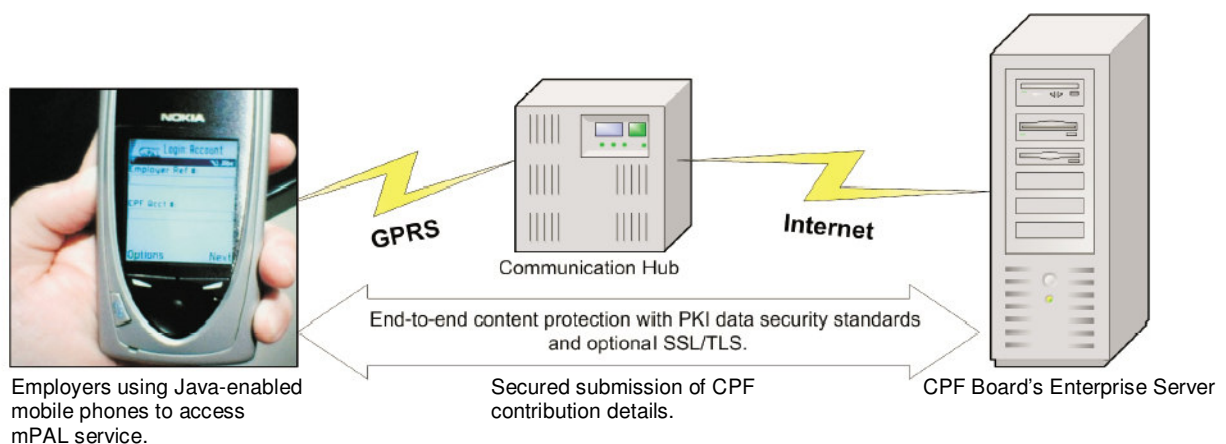 NOKIA
Login Account
Employer Ref #:
CPF Acct #:
Options Next
GPRS
Internet
Communication Hub
End-to-end content protection with PKI data security standards
and optional SSL/TLS.
Employers using Java-enabled
mobile phones to access
mPAL service.
Secured submission of CPF
contribution details.
CPF Board's Enterprise Server